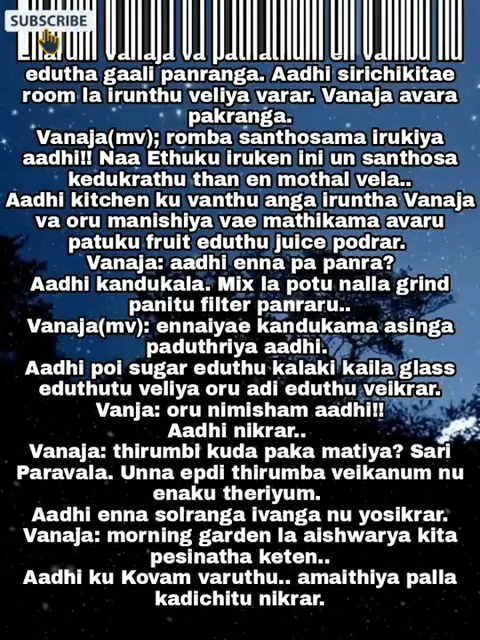 SUBSCRIBE
edutha gaali panranga. Aadhi sirichikitae
room la irunthu veliya varar. Vanaja avara
pakranga.
Vanaja(mv); romba santhosama irukiya
aadhi!! Naa Ethuku iruken ini un santhosa
kedukrathu than en mothal vela..
Aadhi kitchen ku vanthu anga iruntha Vanaja
va oru manishiya vae mathikama avaru
patuku fruit eduthu juice podrar.
Vanaja: aadhi enna pa panra?
Aadhi kandukala. Mix la potu nalla grind
panitu filter panraru..
Vanaja(mv): ennaiyae kandukama asinga
paduthriya aadhi.
Aadhi poi sugar eduthu kalaki kaila glass
eduthutu veliya oru adi eduthu veikrar.
Vanja: oru nimisham aadhi!!
Aadhi nikrar..
Vanaja: thirumbi kuda paka matiya? Sari
Paravala. Unna epdi thirumba veikanum nu
enaku theriyum.
Aadhi enna solranga ivanga nu yosikrar.
Vanaja: morning garden la aishwarya kita
pesinatha keten..
Aadhi ku Kovam varuthu.. amaithiya palla
kadichitu nikrar.